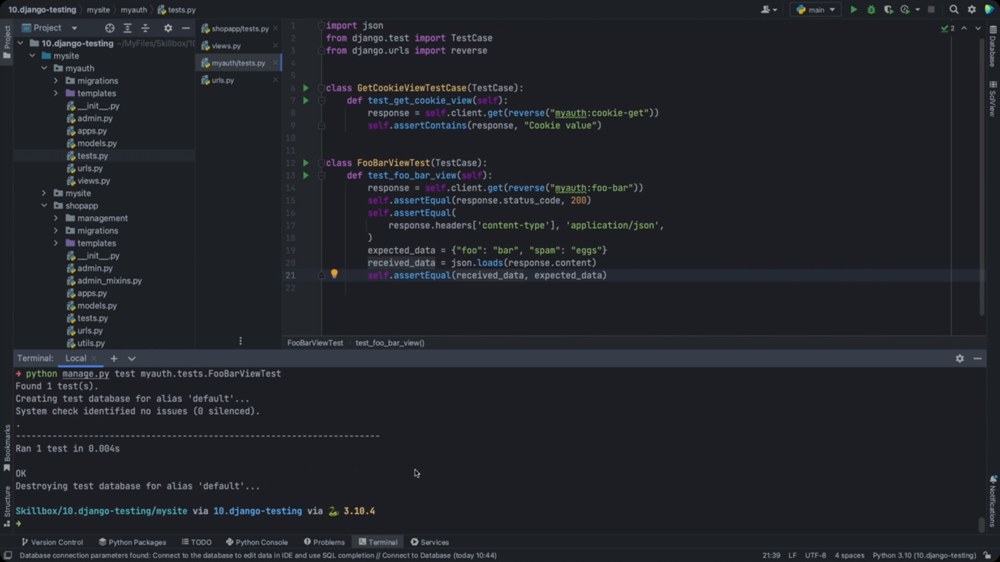 10.django-testing mysite myauth tests.py
main
Project
Project
10.django-testing ~/MyFiles/Skillbox/10
mysite
myauth
migrations
templates
__init__.py
admin.py
apps.py
models.py
tests.py
urls.py
views.py
mysite
shopapp
management
migrations
templates
__init__.py
admin.py
admin_mixins.py
apps.py
models.py
tests.py
urls.py
utils.py
shopapp/tests.py
views.py
myauth/tests.py
urls.py
2
1 import json
2 from django.test import TestCase
3 from django.urls import reverse
4
5
6 class GetCookieViewTestCase(TestCase):
7 def test_get_cookie_view(self):
8 response = self.client.get(reverse("myauth:cookie-get"))
9 self.assertContains(response, "Cookie value")
10
11
12 class FooBarViewTest(TestCase):
13 def test_foo_bar_view(self):
14 response = self.client.get(reverse("myauth:foo-bar"))
15 self.assertEqual(response.status_code, 200)
16 self.assertEqual(
17 response.headers['content-type'], 'application/json',
18 )
19 expected_data = {"foo": "bar", "spam": "eggs"}
20 received_data = json.loads(response.content)
21 self.assertEqual(received_data, expected_data)
22
FooBarViewTest test_foo_bar_view()
Database
SciView
Notifications
Bookmarks
Structure
Terminal: Local
python manage.py test myauth.tests.FooBarViewTest
Found 1 test(s).
Creating test database for alias 'default'...
System check identified no issues (0 silenced).
.
----------------------------------------------------------------------
Ran 1 test in 0.004s
OK
Destroying test database for alias 'default'...
Skillbox/10.django-testing/mysite via 10.django-testing via 3.10.4
Version Control Python Packages TODO Python Console Problems Terminal Services
Database connection parameters found: Connect to the database to edit data in IDE and use SQL completion // Connect to Database (today 10:44)
21:39 LF UTF-8 4 spaces Python 3.10 (10.django-testing)